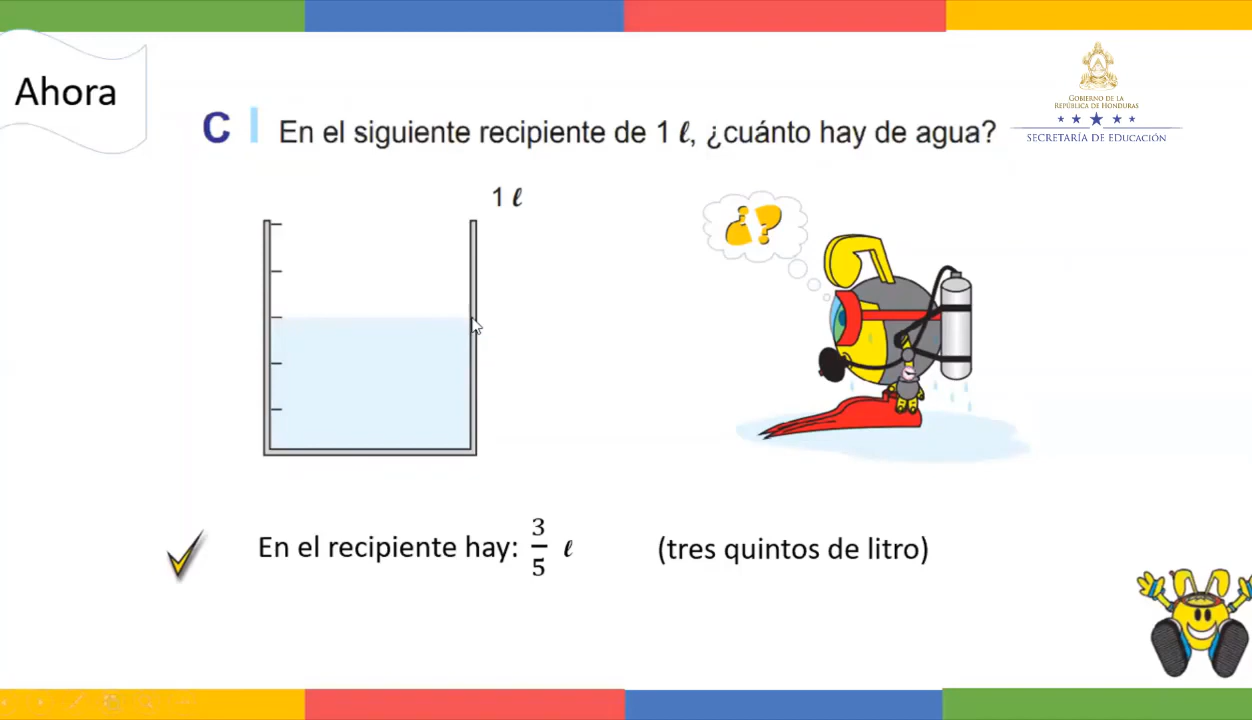 Ahora
GOBIERNO DE LA
REPÚBLICA DE HONDURAS
SECRETARÍA DE EDUCACIÓN
C En el siguiente recipiente de 1 ℓ, ¿cuánto hay de agua?
1 ℓ
??
En el recipiente hay: 3/5 ℓ (tres quintos de litro)